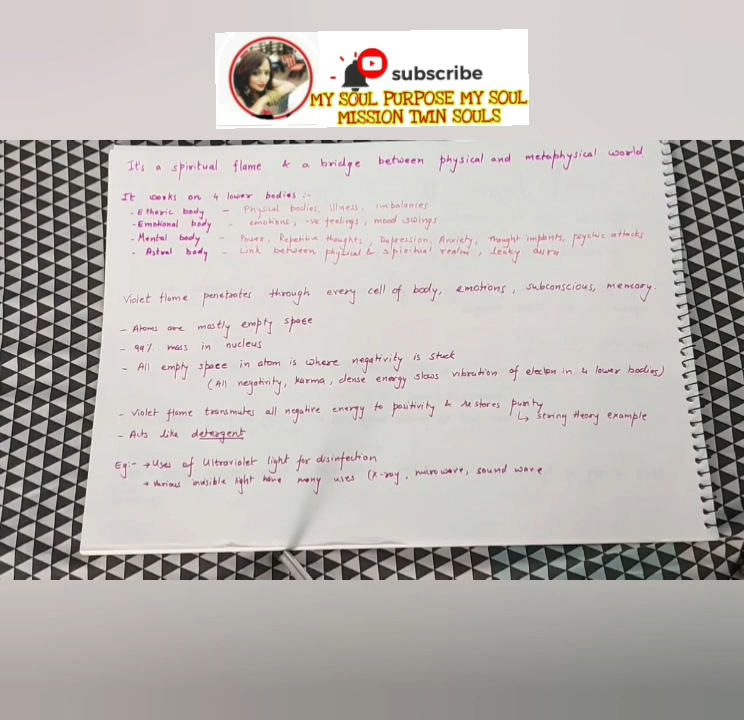 subscribe
MY SOUL PURPOSE MY SOUL
MISSION TWIN SOULS
It's a spiritual flame & a bridge between physical and metaphysical world
It works on 4 lower bodies :-
- Etheric body - Physical bodies, illness, imbalances
- Emotional body - emotions, -ve feelings, mood swings
- Mental body - Power, Repetitive thoughts, Depression, Anxiety, Thought implants, psychic attacks
- Astral body - Link between physical & spiritual realm, leaky aura
Violet flame penetrates through every cell of body, emotions, subconscious, memory.
- Atoms are mostly empty space
- 99% mass in nucleus
- All empty space in atom is where negativity is stuck
(All negativity, karma, dense energy slows vibration of electron in 4 lower bodies)
- Violet flame transmutes all negative energy to positivity & restores purity
↳ string theory example
- Acts like detergent
Eg:- → Uses of Ultraviolet light for disinfection
→ Various invisible light have many uses (X-ray, microwave, sound wave